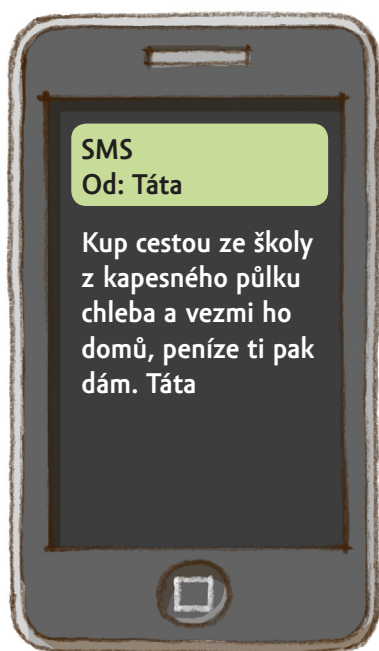 SMS
Od: Táta
Kup cestou ze školy
z kapesného půlku
chleba a vezmi ho
domů, peníze ti pak
dám. Táta